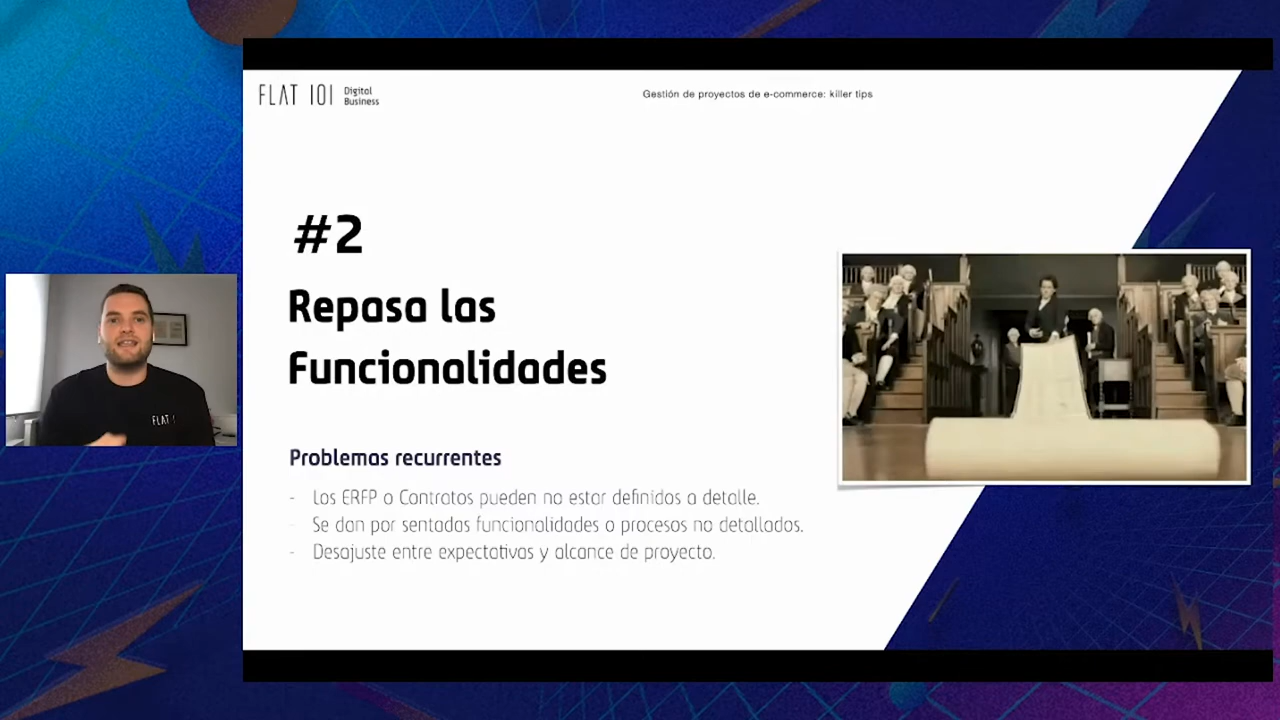 FLAT 101 Digital Business
Gestión de proyectos de e-commerce: killer tips
#2
Repasa las
Funcionalidades
Problemas recurrentes
- Los ERFP o Contratos pueden no estar definidos a detalle.
- Se dan por sentadas funcionalidades o procesos no detallados.
- Desajuste entre expectativas y alcance de proyecto.
FLAT 1